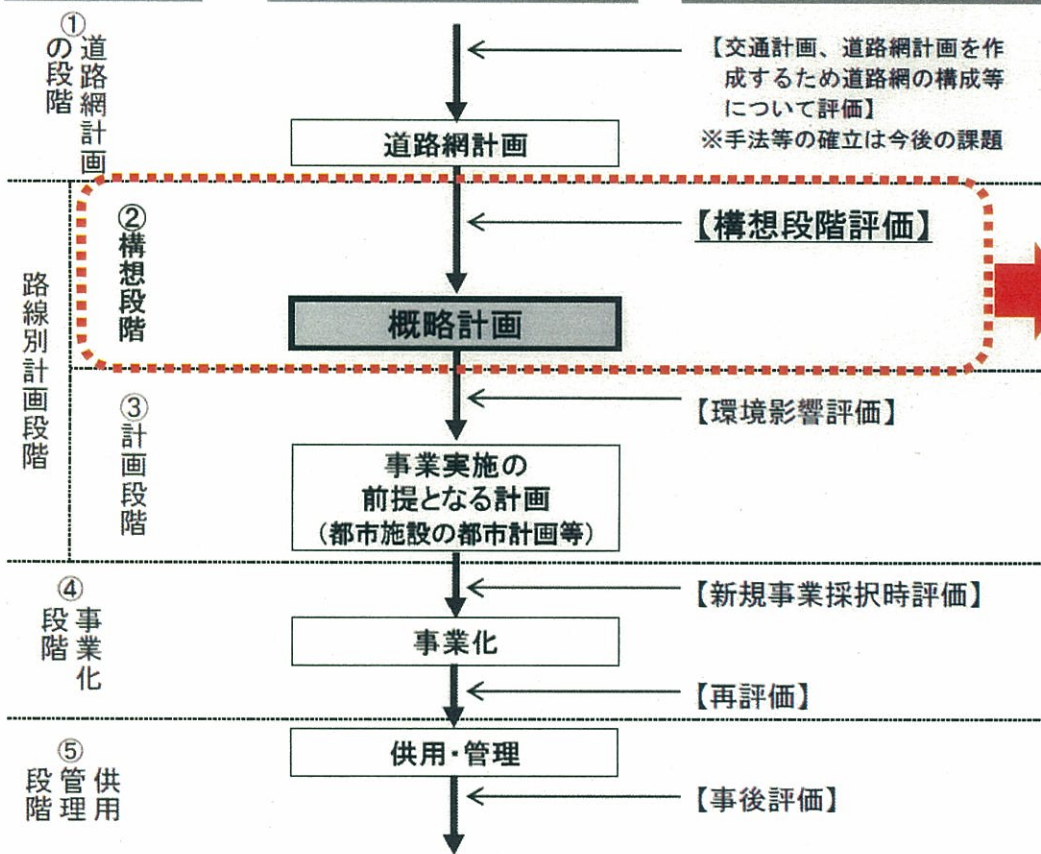 ①道路網計画
の段階
【交通計画、道路網計画を作
成するため道路網の構成等
について評価】
※手法等の確立は今後の課題
道路網計画
路線別計画段階
②構想段階
【構想段階評価】
概略計画
③計画段階
【環境影響評価】
事業実施の
前提となる計画
（都市施設の都市計画等）
④事業化
段階
【新規事業採択時評価】
事業化
【再評価】
⑤供用
管理
段階
供用・管理
【事後評価】